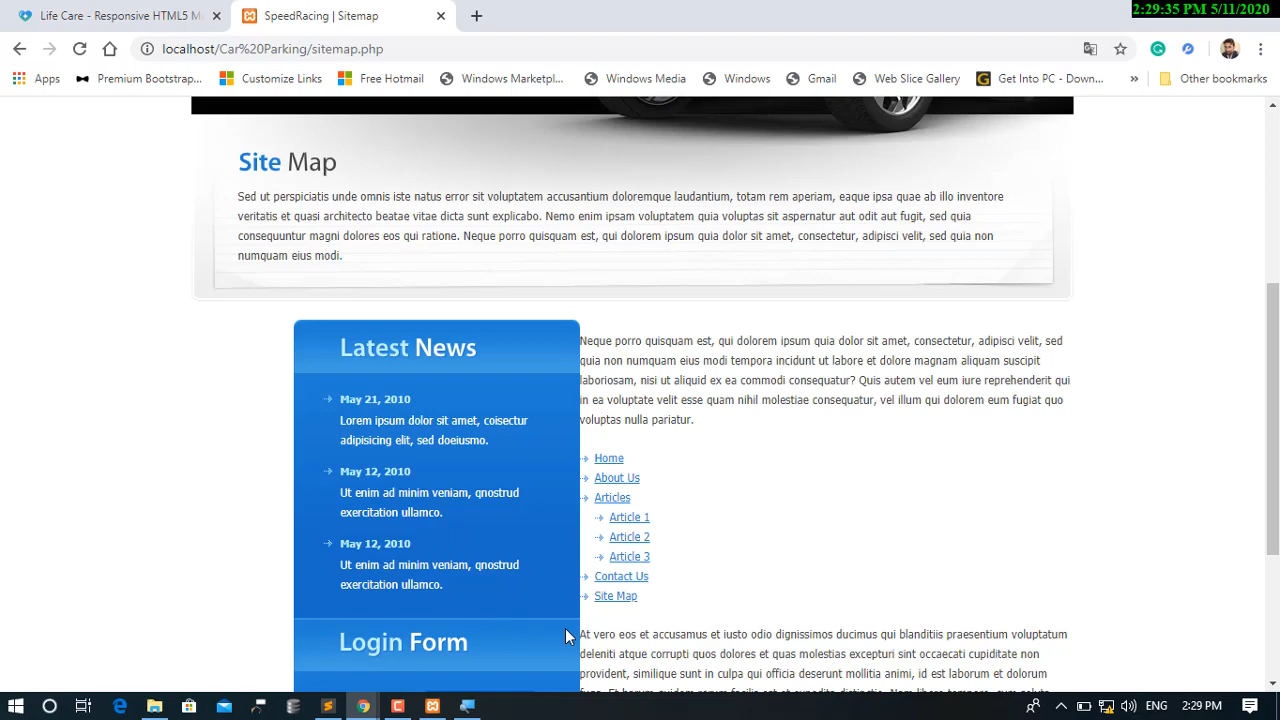 2:29:35 PM 5/11/2020
Life Care - Responsive HTML5 M
SpeedRacing | Sitemap
localhost/Car%20Parking/sitemap.php
Apps
Premium Bootstrap...
Customize Links
Free Hotmail
Windows Marketpl...
Windows Media
Windows
Gmail
Web Slice Gallery
Get Into PC - Down...
»
Other bookmarks
Site Map
Sed ut perspiciatis unde omnis iste natus error sit voluptatem accusantium doloremque laudantium, totam rem aperiam, eaque ipsa quae ab illo inventore
veritatis et quasi architecto beatae vitae dicta sunt explicabo. Nemo enim ipsam voluptatem quia voluptas sit aspernatur aut odit aut fugit, sed quia
consequuntur magni dolores eos qui ratione. Neque porro quisquam est, qui dolorem ipsum quia dolor sit amet, consectetur, adipisci velit, sed quia non
numquam eius modi.
Latest News
May 21, 2010
Lorem ipsum dolor sit amet, coisectur
adipisicing elit, sed doeiusmo.
May 12, 2010
Ut enim ad minim veniam, qnostrud
exercitation ullamco.
May 12, 2010
Ut enim ad minim veniam, qnostrud
exercitation ullamco.
Login Form
Neque porro quisquam est, qui dolorem ipsum quia dolor sit amet, consectetur, adipisci velit, sed
quia non numquam eius modi tempora incidunt ut labore et dolore magnam aliquam suscipit
laboriosam, nisi ut aliquid ex ea commodi consequatur? Quis autem vel eum iure reprehenderit qui
in ea voluptate velit esse quam nihil molestiae consequatur, vel illum qui dolorem eum fugiat quo
voluptas nulla pariatur.
Home
About Us
Articles
Article 1
Article 2
Article 3
Contact Us
Site Map
At vero eos et accusamus et iusto odio dignissimos ducimus qui blanditiis praesentium voluptatum
deleniti atque corrupti quos dolores et quas molestias excepturi sint occaecati cupiditate non
provident, similique sunt in culpa qui officia deserunt mollitia animi, id est laborum et dolorum
ENG
2:29 PM